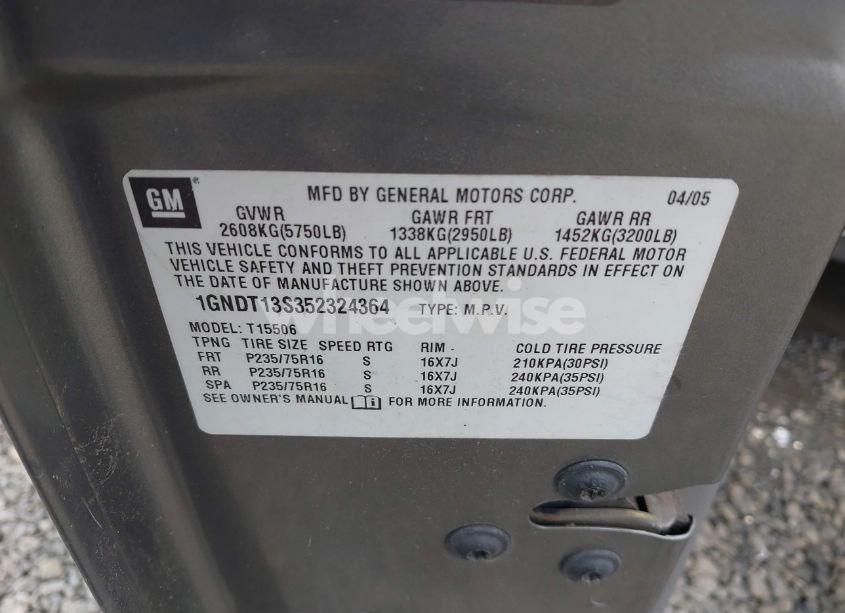 GM
MFD BY GENERAL MOTORS CORP. 04/05
GVWR GAWR FRT GAWR RR
2608KG(5750LB) 1338KG(2950LB) 1452KG(3200LB)
THIS VEHICLE CONFORMS TO ALL APPLICABLE U.S. FEDERAL MOTOR
VEHICLE SAFETY AND THEFT PREVENTION STANDARDS IN EFFECT ON
THE DATE OF MANUFACTURE SHOWN ABOVE.
1GNDT13S352324364 TYPE: M.P.V.
wheelwise
MODEL: T15506
TPNG TIRE SIZE SPEED RTG RIM - COLD TIRE PRESSURE
FRT P235/75R16 S 16X7J 210KPA(30PSI)
RR P235/75R16 S 16X7J 240KPA(35PSI)
SPA P235/75R16 S 16X7J 240KPA(35PSI)
SEE OWNER'S MANUAL i FOR MORE INFORMATION.